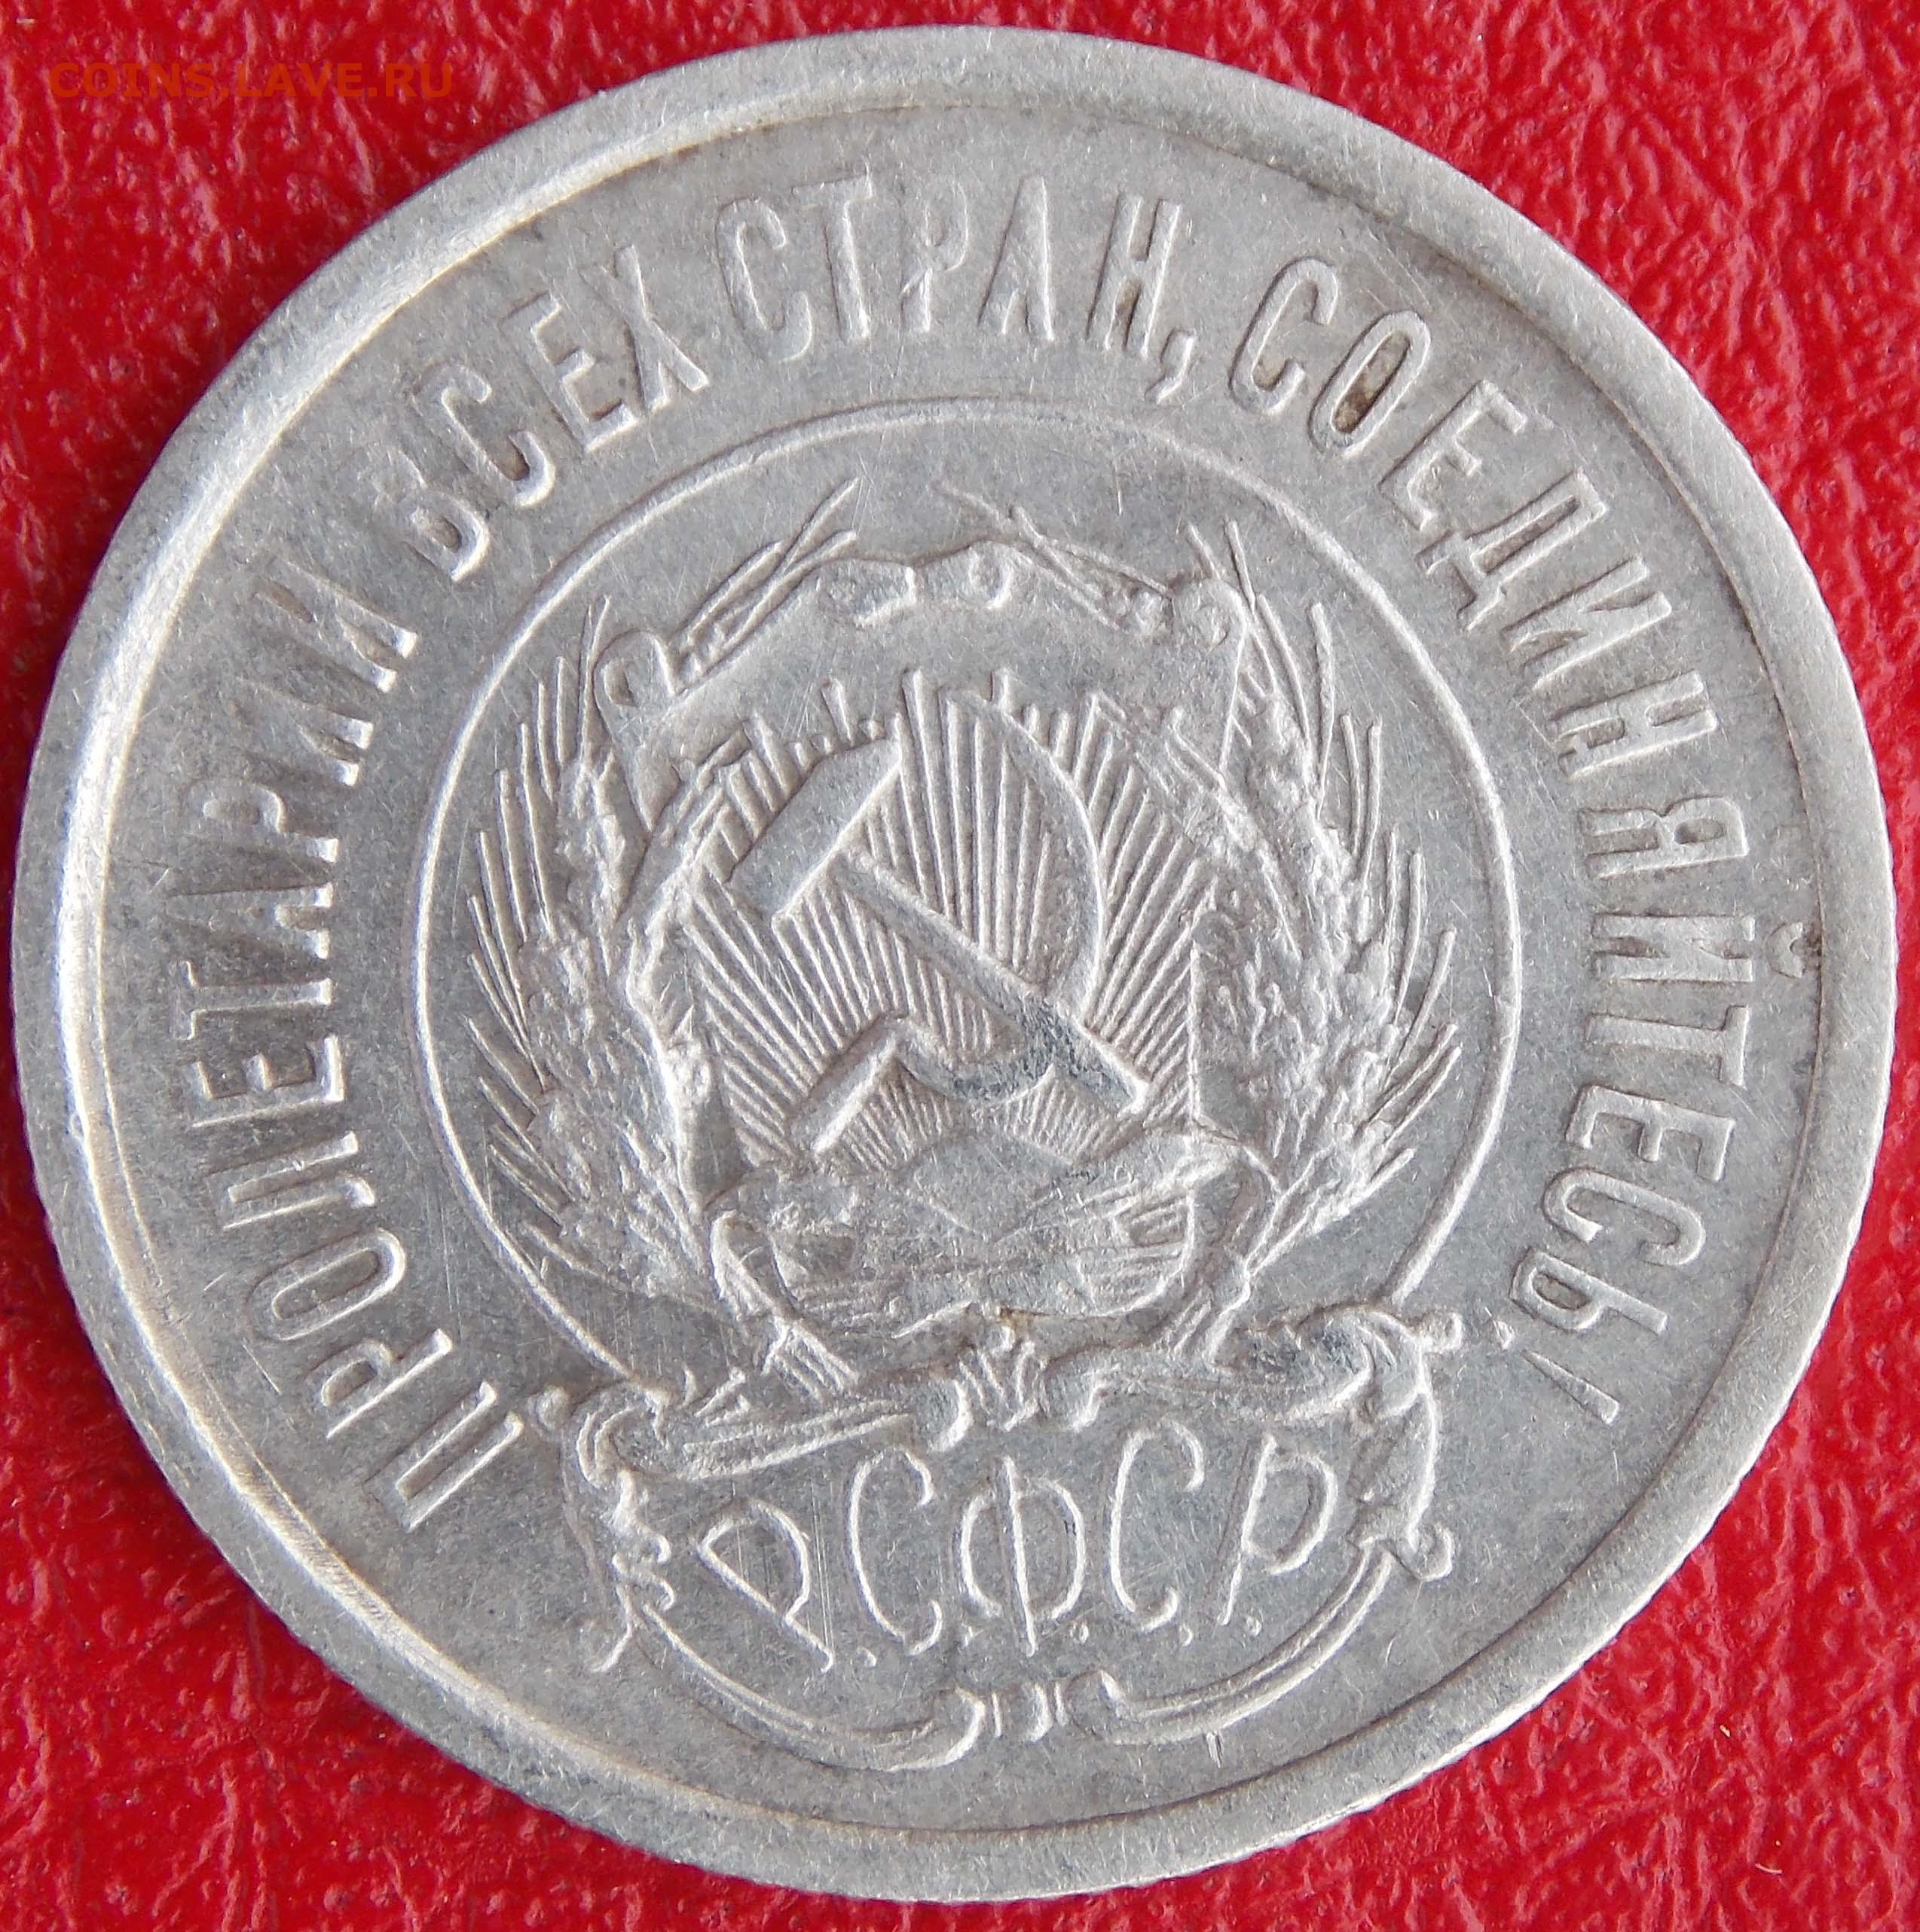 COINS.LAVE.RU
ПРОЛЕТАРИИ ВСЕХ СТРАН, СОЕДИНЯЙТЕСЬ!
Р.С.Ф.С.Р.